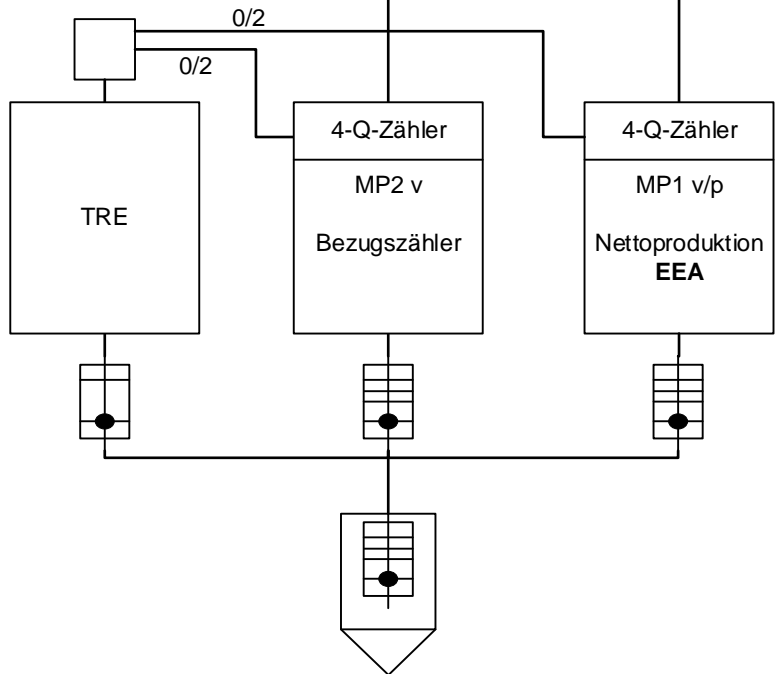 0/2
0/2
TRE
4-Q-Zähler
MP2 v
Bezugszähler
4-Q-Zähler
MP1 v/p
Nettoproduktion
EEA